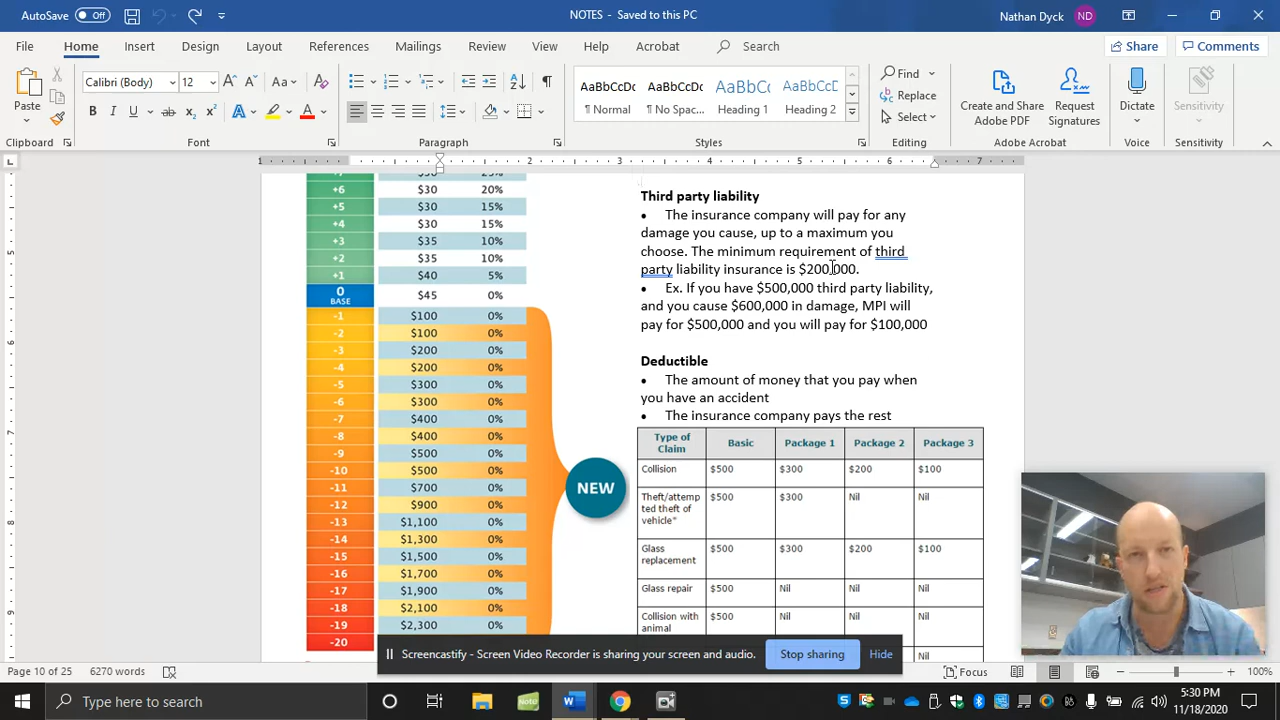 AutoSave Off NOTES - Saved to this PC Nathan Dyck ND
File Home Insert Design Layout References Mailings Review View Help Acrobat Search Share Comments
Paste Calibri (Body) 12 Aa AaBbCcDc AaBbCcDc AaBbCc AaBbCcD Find Replace Select Create and Share Adobe PDF Request Signatures Dictate Sensitivity
B I U ab x₂ x² A A ¶ Normal ¶ No Spac... Heading 1 Heading 2
Clipboard Font Paragraph Styles Editing Adobe Acrobat Voice Sensitivity
1 1 2 3 4 5 6 7
+6 $30 20%
+5 $30 15%
+4 $30 15%
+3 $35 10%
+2 $35 10%
+1 $40 5%
0 BASE $45 0%
-1 $100 0%
-2 $100 0%
-3 $200 0%
-4 $200 0%
-5 $300 0%
-6 $300 0%
-7 $400 0%
-8 $400 0%
-9 $500 0%
-10 $500 0%
-11 $700 0%
-12 $900 0%
-13 $1,100 0%
-14 $1,300 0%
-15 $1,500 0%
-16 $1,700 0%
-17 $1,900 0%
-18 $2,100 0%
-19 $2,300 0%
-20
NEW
Third party liability
• The insurance company will pay for any
damage you cause, up to a maximum you
choose. The minimum requirement of third
party liability insurance is $200,000.
• Ex. If you have $500,000 third party liability,
and you cause $600,000 in damage, MPI will
pay for $500,000 and you will pay for $100,000
Deductible
• The amount of money that you pay when
you have an accident
• The insurance company pays the rest
Type of Claim Basic Package 1 Package 2 Package 3
Collision $500 $300 $200 $100
Theft/attemp
ted theft of
vehicle" $500 $300 Nil Nil
Glass
replacement $500 $300 $200 $100
Glass repair $500 Nil Nil Nil
Collision with
animal $500 Nil Nil Nil
Nil
Screencastify - Screen Video Recorder is sharing your screen and audio. Stop sharing Hide
Page 10 of 25 6270 words Focus 100%
Type here to search 5:30 PM
11/18/2020